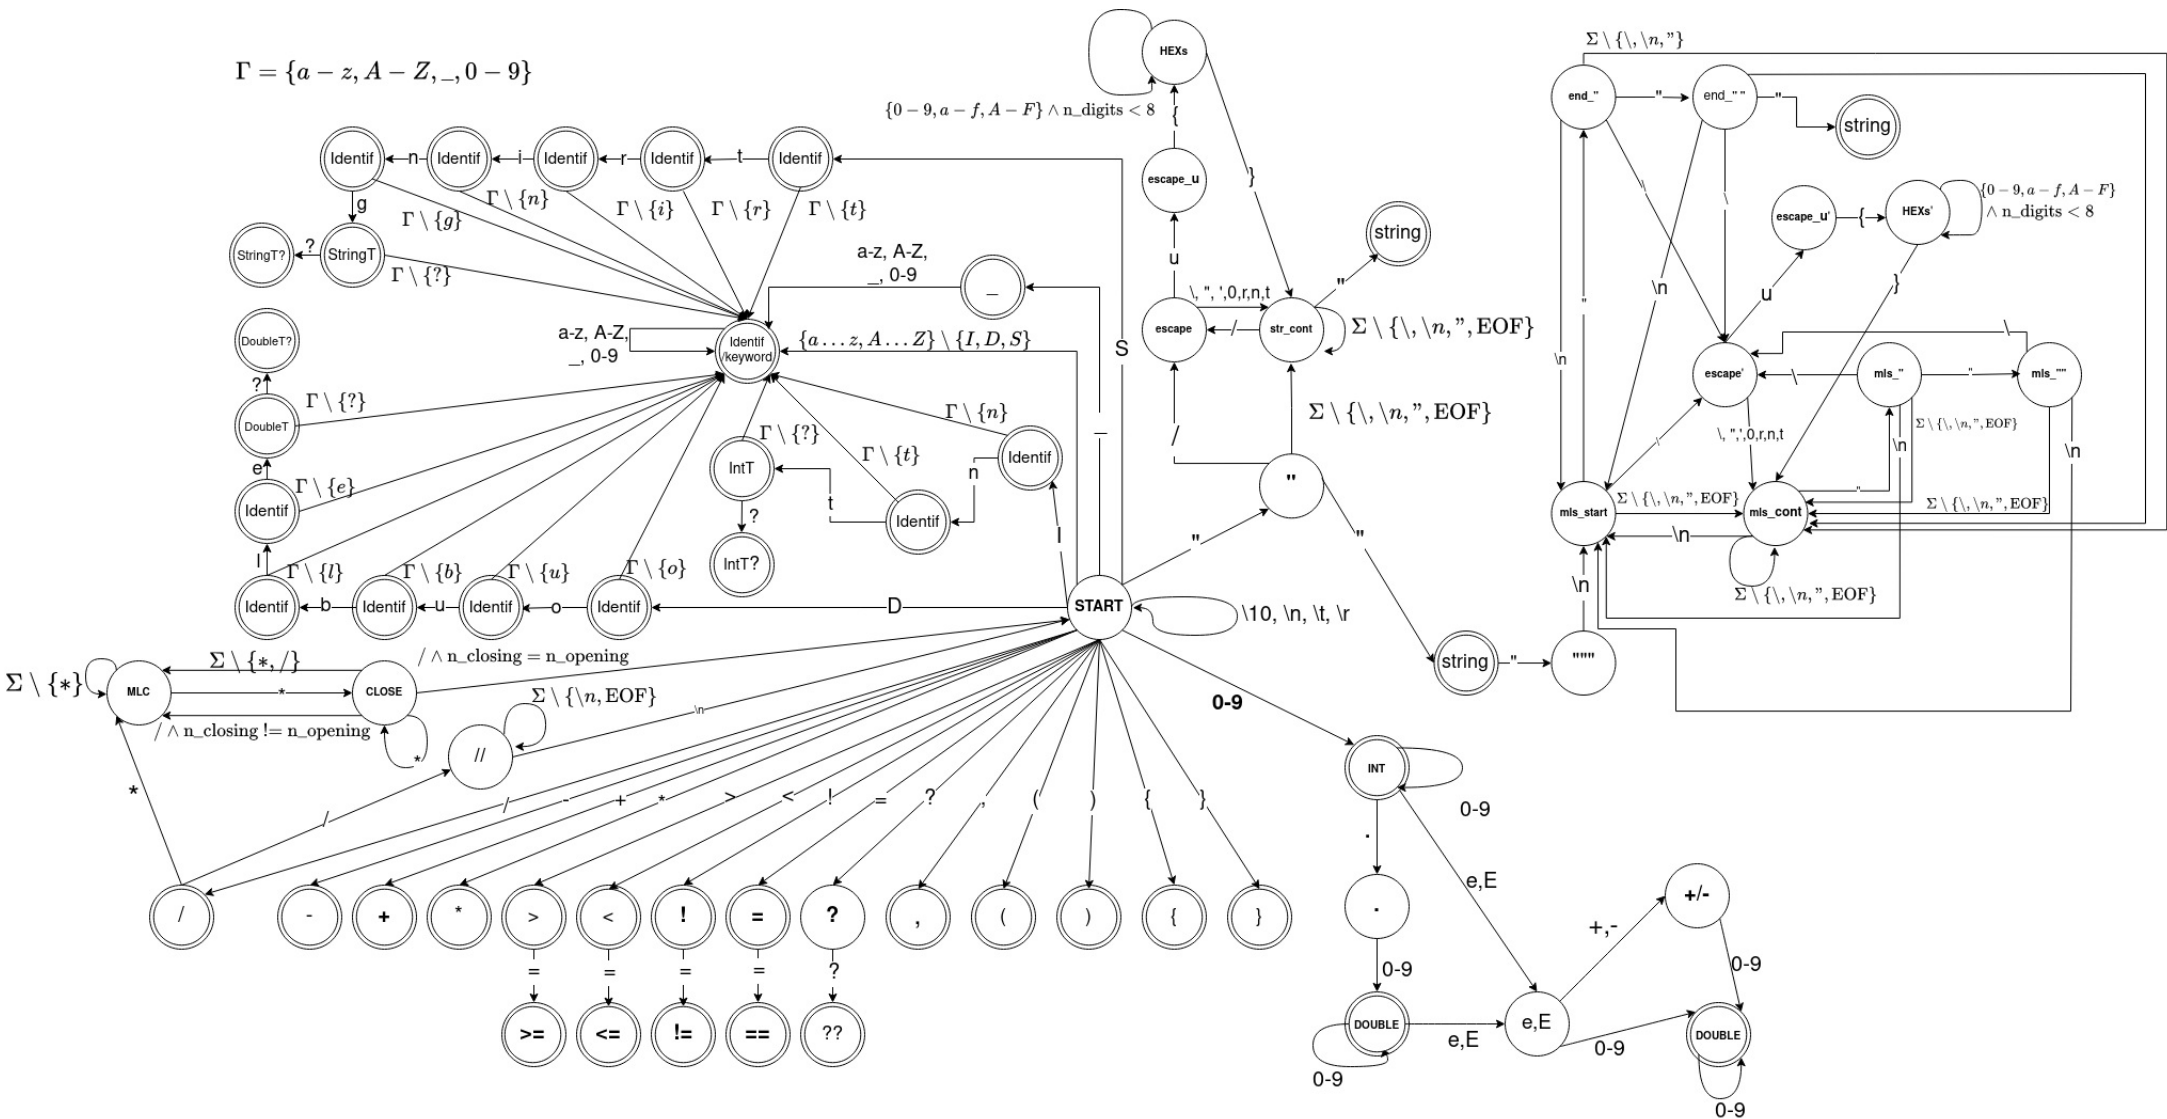 Γ = {a − z, A − Z, _, 0 − 9}
HEXs
{0 − 9, a − f, A − F} ∧ n_digits < 8
{
}
escape_u
u
escape
\, ", ',0,r,n,t
/
str_cont
"
string
Σ \ {\, \n, ”, EOF}
Σ \ {\, \n, ”, EOF}
/
"
"
"
Σ \ {\, \n, ”}
end_"
"
end_" "
"
string
\
\
\n
\n
"
escape_u'
{
HEXs'
{0 − 9, a − f, A − F}
∧ n_digits < 8
u
}
\
escape'
\
mls_"
"
mls_""
\
\, ",',0,r,n,t
Σ \ {\, \n, ”, EOF}
\n
\n
mls_start
Σ \ {\, \n, ”, EOF}
mls_cont
"
Σ \ {\, \n, ”, EOF}
\n
Σ \ {\, \n, ”, EOF}
\n
string
"
"""
Identif
n
Identif
i
Identif
r
Identif
t
Identif
S
g
Γ \ {g}
Γ \ {n}
Γ \ {i}
Γ \ {r}
Γ \ {t}
StringT?
?
StringT
Γ \ {?}
a-z, A-Z,
_, 0-9
_
_
DoubleT?
?
DoubleT
Γ \ {?}
a-z, A-Z,
_, 0-9
Identif
/keyword
{a . . . z, A . . . Z} \ {I, D, S}
e
Identif
Γ \ {e}
l
IntT
Γ \ {?}
?
IntT?
t
Γ \ {t}
Identif
n
Γ \ {n}
Identif
I
Identif
Γ \ {l}
b
Identif
Γ \ {b}
u
Identif
Γ \ {u}
o
Identif
Γ \ {o}
D
START
\10, \n, \t, \r
Σ \ {*}
MLC
Σ \ {*, /}
*
/ ∧ n_closing != n_opening
CLOSE
*
/ ∧ n_closing = n_opening
*
//
Σ \ {\n, EOF}
\n
/
/
-
+
*
>
<
!
=
?
,
(
)
{
}
/
-
+
*
>
<
!
=
?
,
(
)
{
}
=
=
=
=
?
>=
<=
!=
==
??
0-9
INT
0-9
.
.
0-9
DOUBLE
0-9
e,E
e,E
e,E
+,-
+/-
0-9
0-9
DOUBLE
0-9